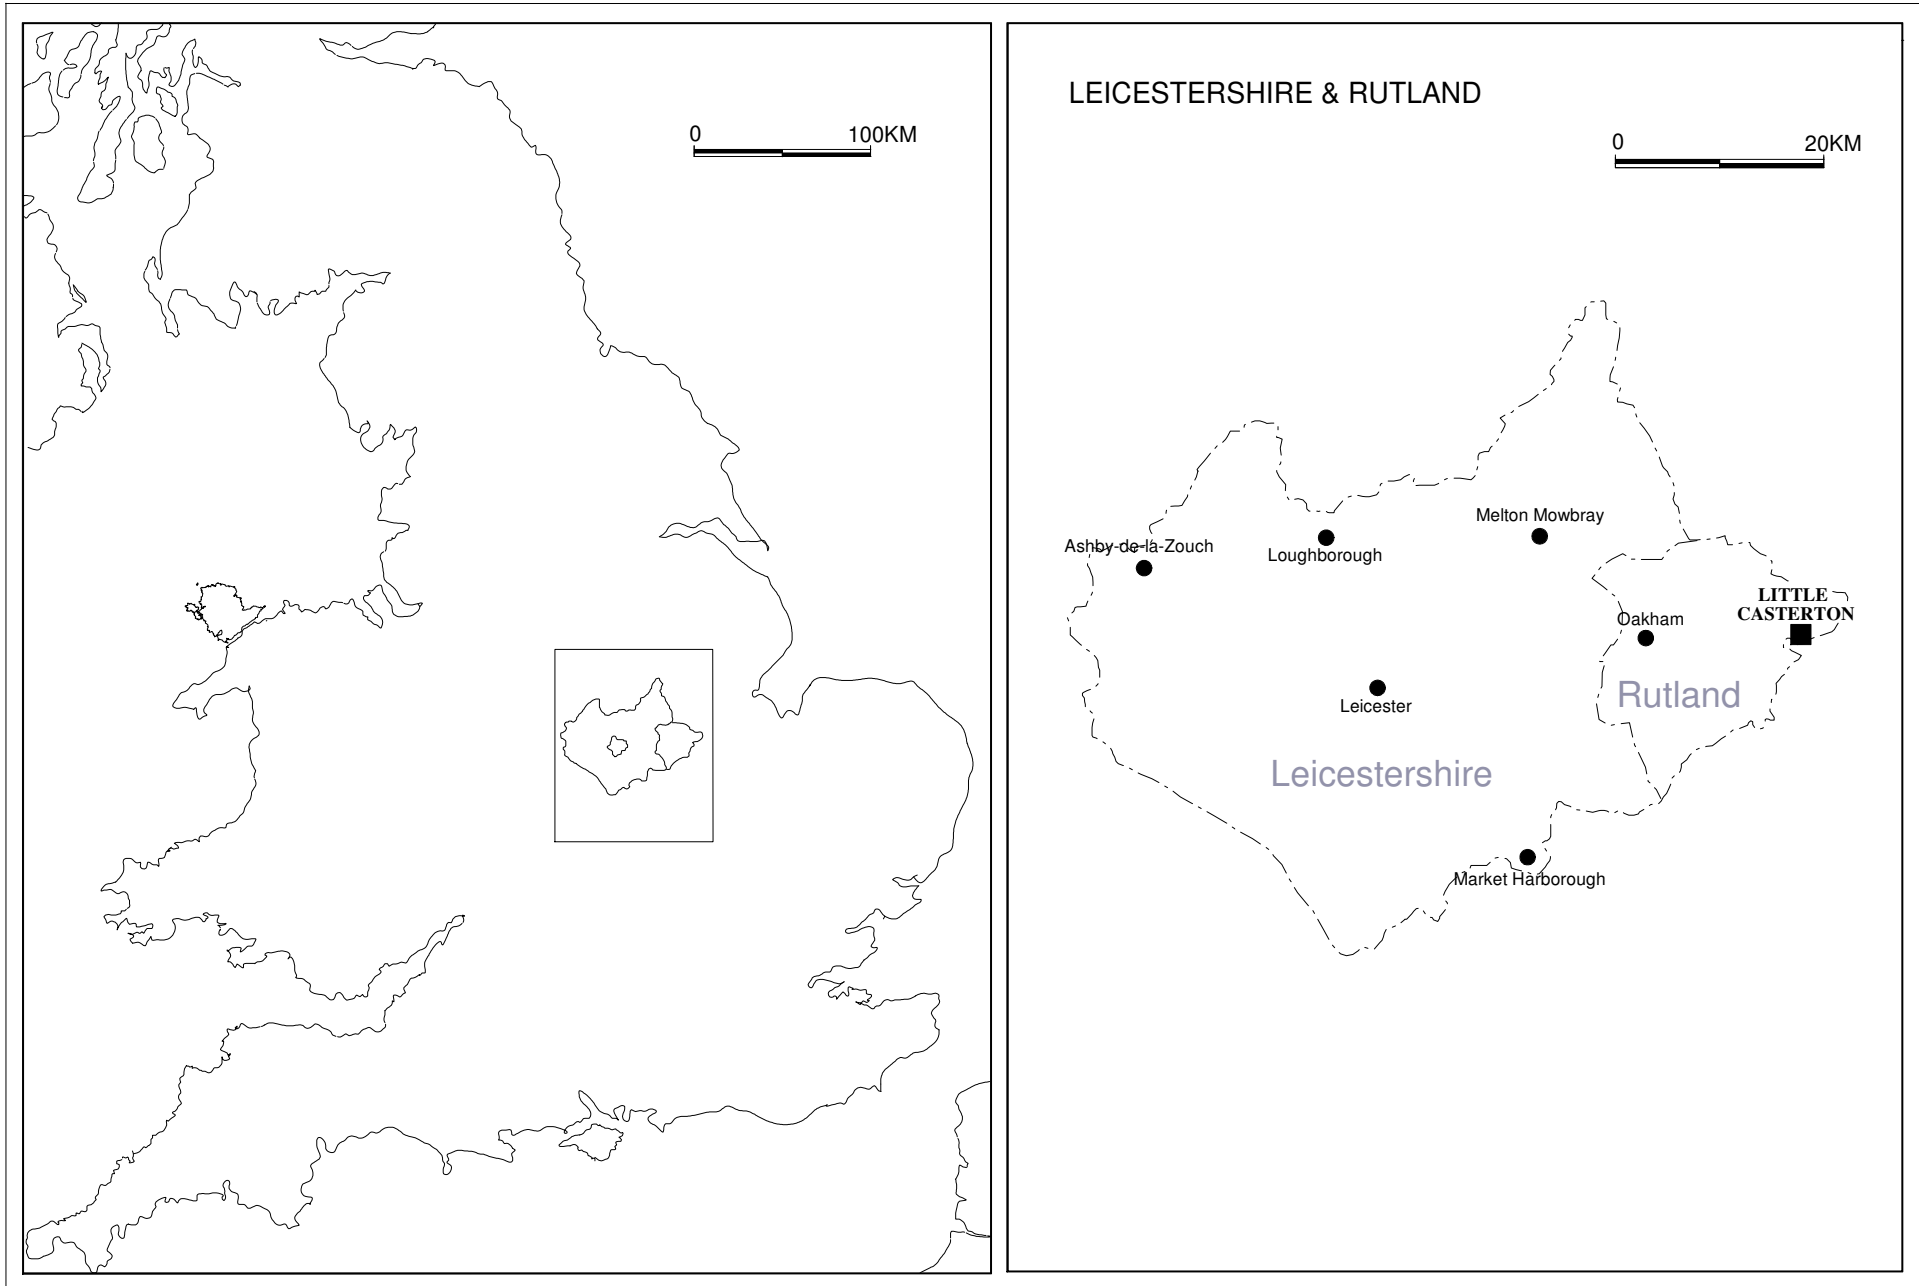 0 100KM
LEICESTERSHIRE & RUTLAND
0 20KM
Melton Mowbray
Ashby-de-la-Zouch
Loughborough
LITTLE
CASTERTON
Oakham
Rutland
Leicester
Leicestershire
Market Harborough